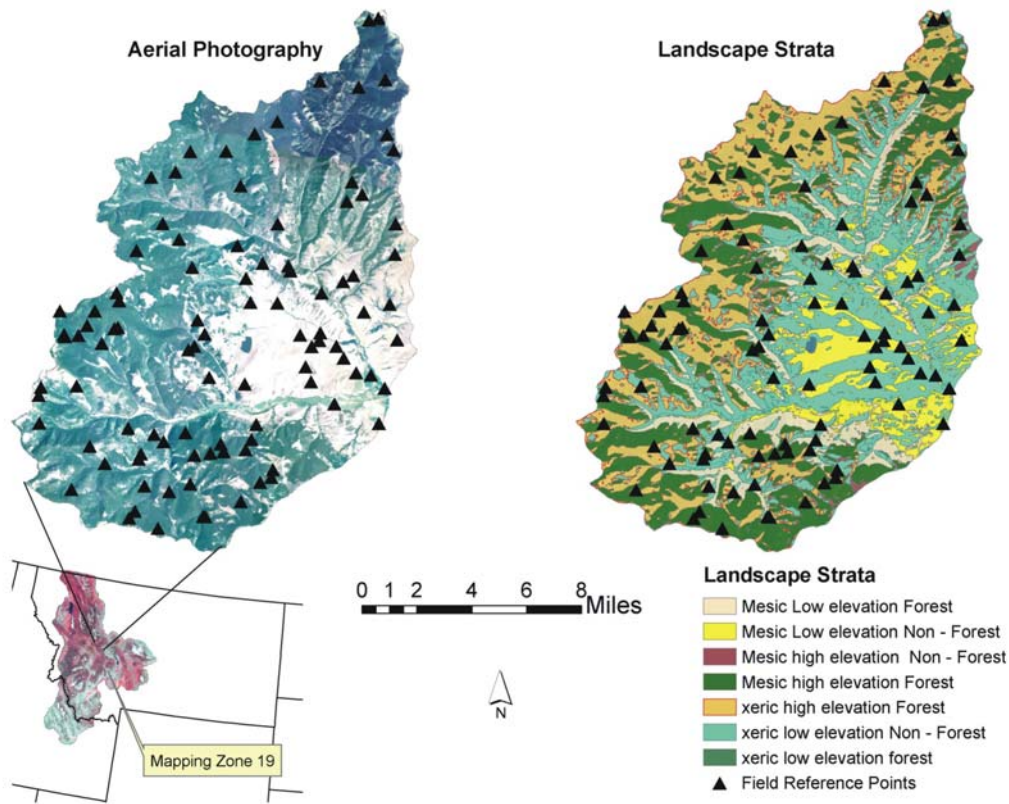 Aerial Photography
Landscape Strata
0 1 2 4 6 8 Miles
N
Mapping Zone 19
Landscape Strata
Mesic Low elevation Forest
Mesic Low elevation Non - Forest
Mesic high elevation Non - Forest
Mesic high elevation Forest
xeric high elevation Forest
xeric low elevation Non - Forest
xeric low elevation forest
Field Reference Points